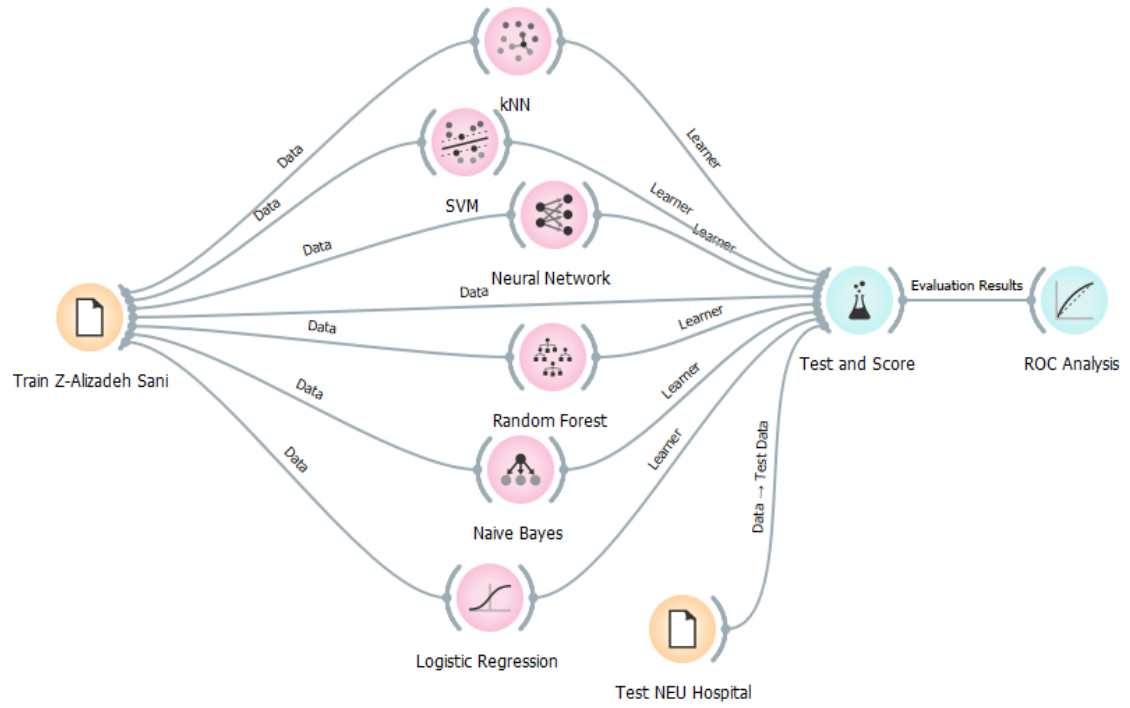 kNN
Data
Learner
SVM
Data
Learner
Neural Network
Data
Learner
Data
Train Z-Alizadeh Sani
Test and Score
Evaluation Results
ROC Analysis
Data
Learner
Random Forest
Data
Learner
Naive Bayes
Data
Learner
Logistic Regression
Data → Test Data
Test NEU Hospital